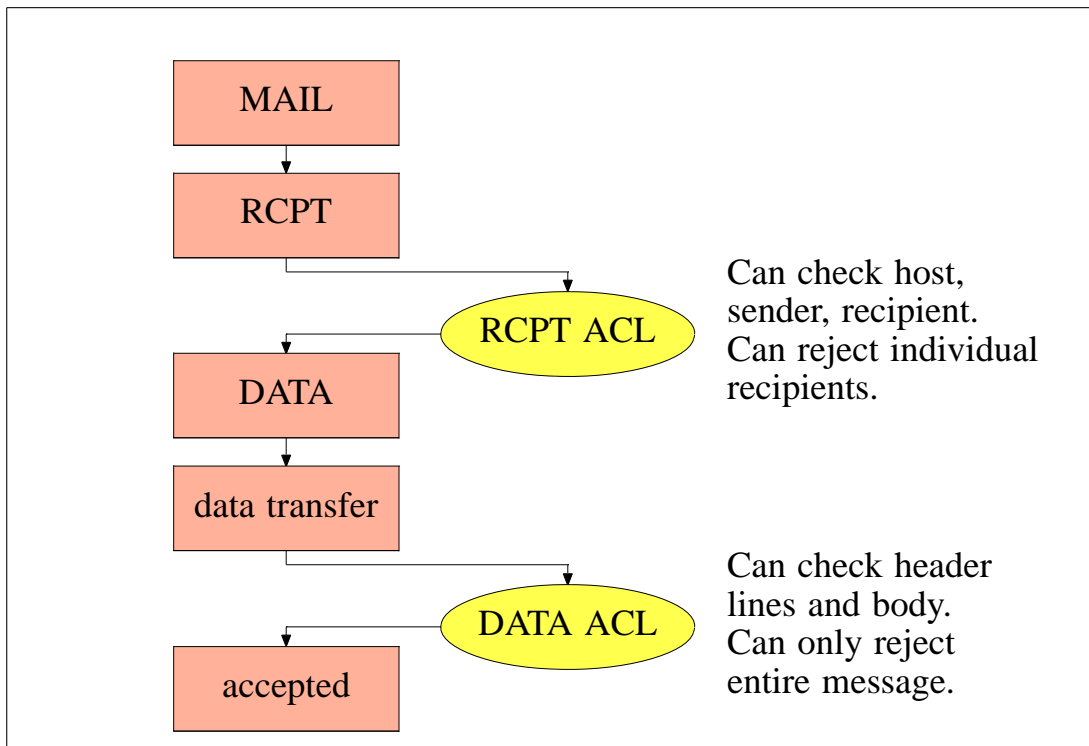 MAIL
RCPT
RCPT ACL
Can check host,
sender, recipient.
Can reject individual
recipients.
DATA
data transfer
DATA ACL
Can check header
lines and body.
Can only reject
entire message.
accepted